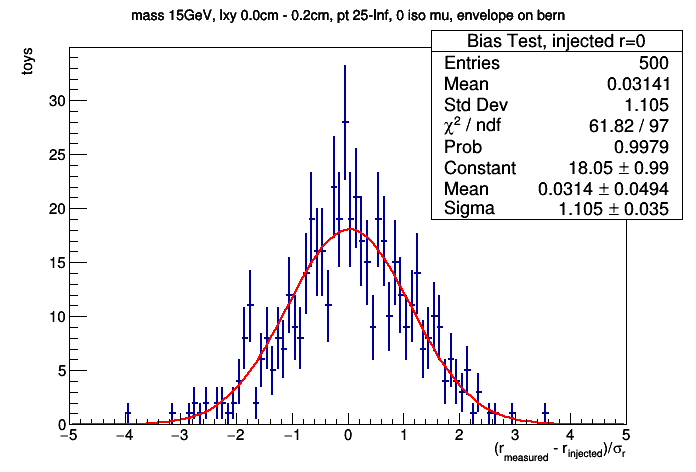 mass 15GeV, lxy 0.0cm - 0.2cm, pt 25-Inf, 0 iso mu, envelope on bern
toys
Bias Test, injected r=0
Entries 500
Mean 0.03141
Std Dev 1.105
χ² / ndf 61.82 / 97
Prob 0.9979
Constant 18.05 ± 0.99
Mean 0.0314 ± 0.0494
Sigma 1.105 ± 0.035
30
25
20
15
10
5
0
−5 −4 −3 −2 −1 0 1 2 3 4 5
(r_measured - r_injected)/σ_r